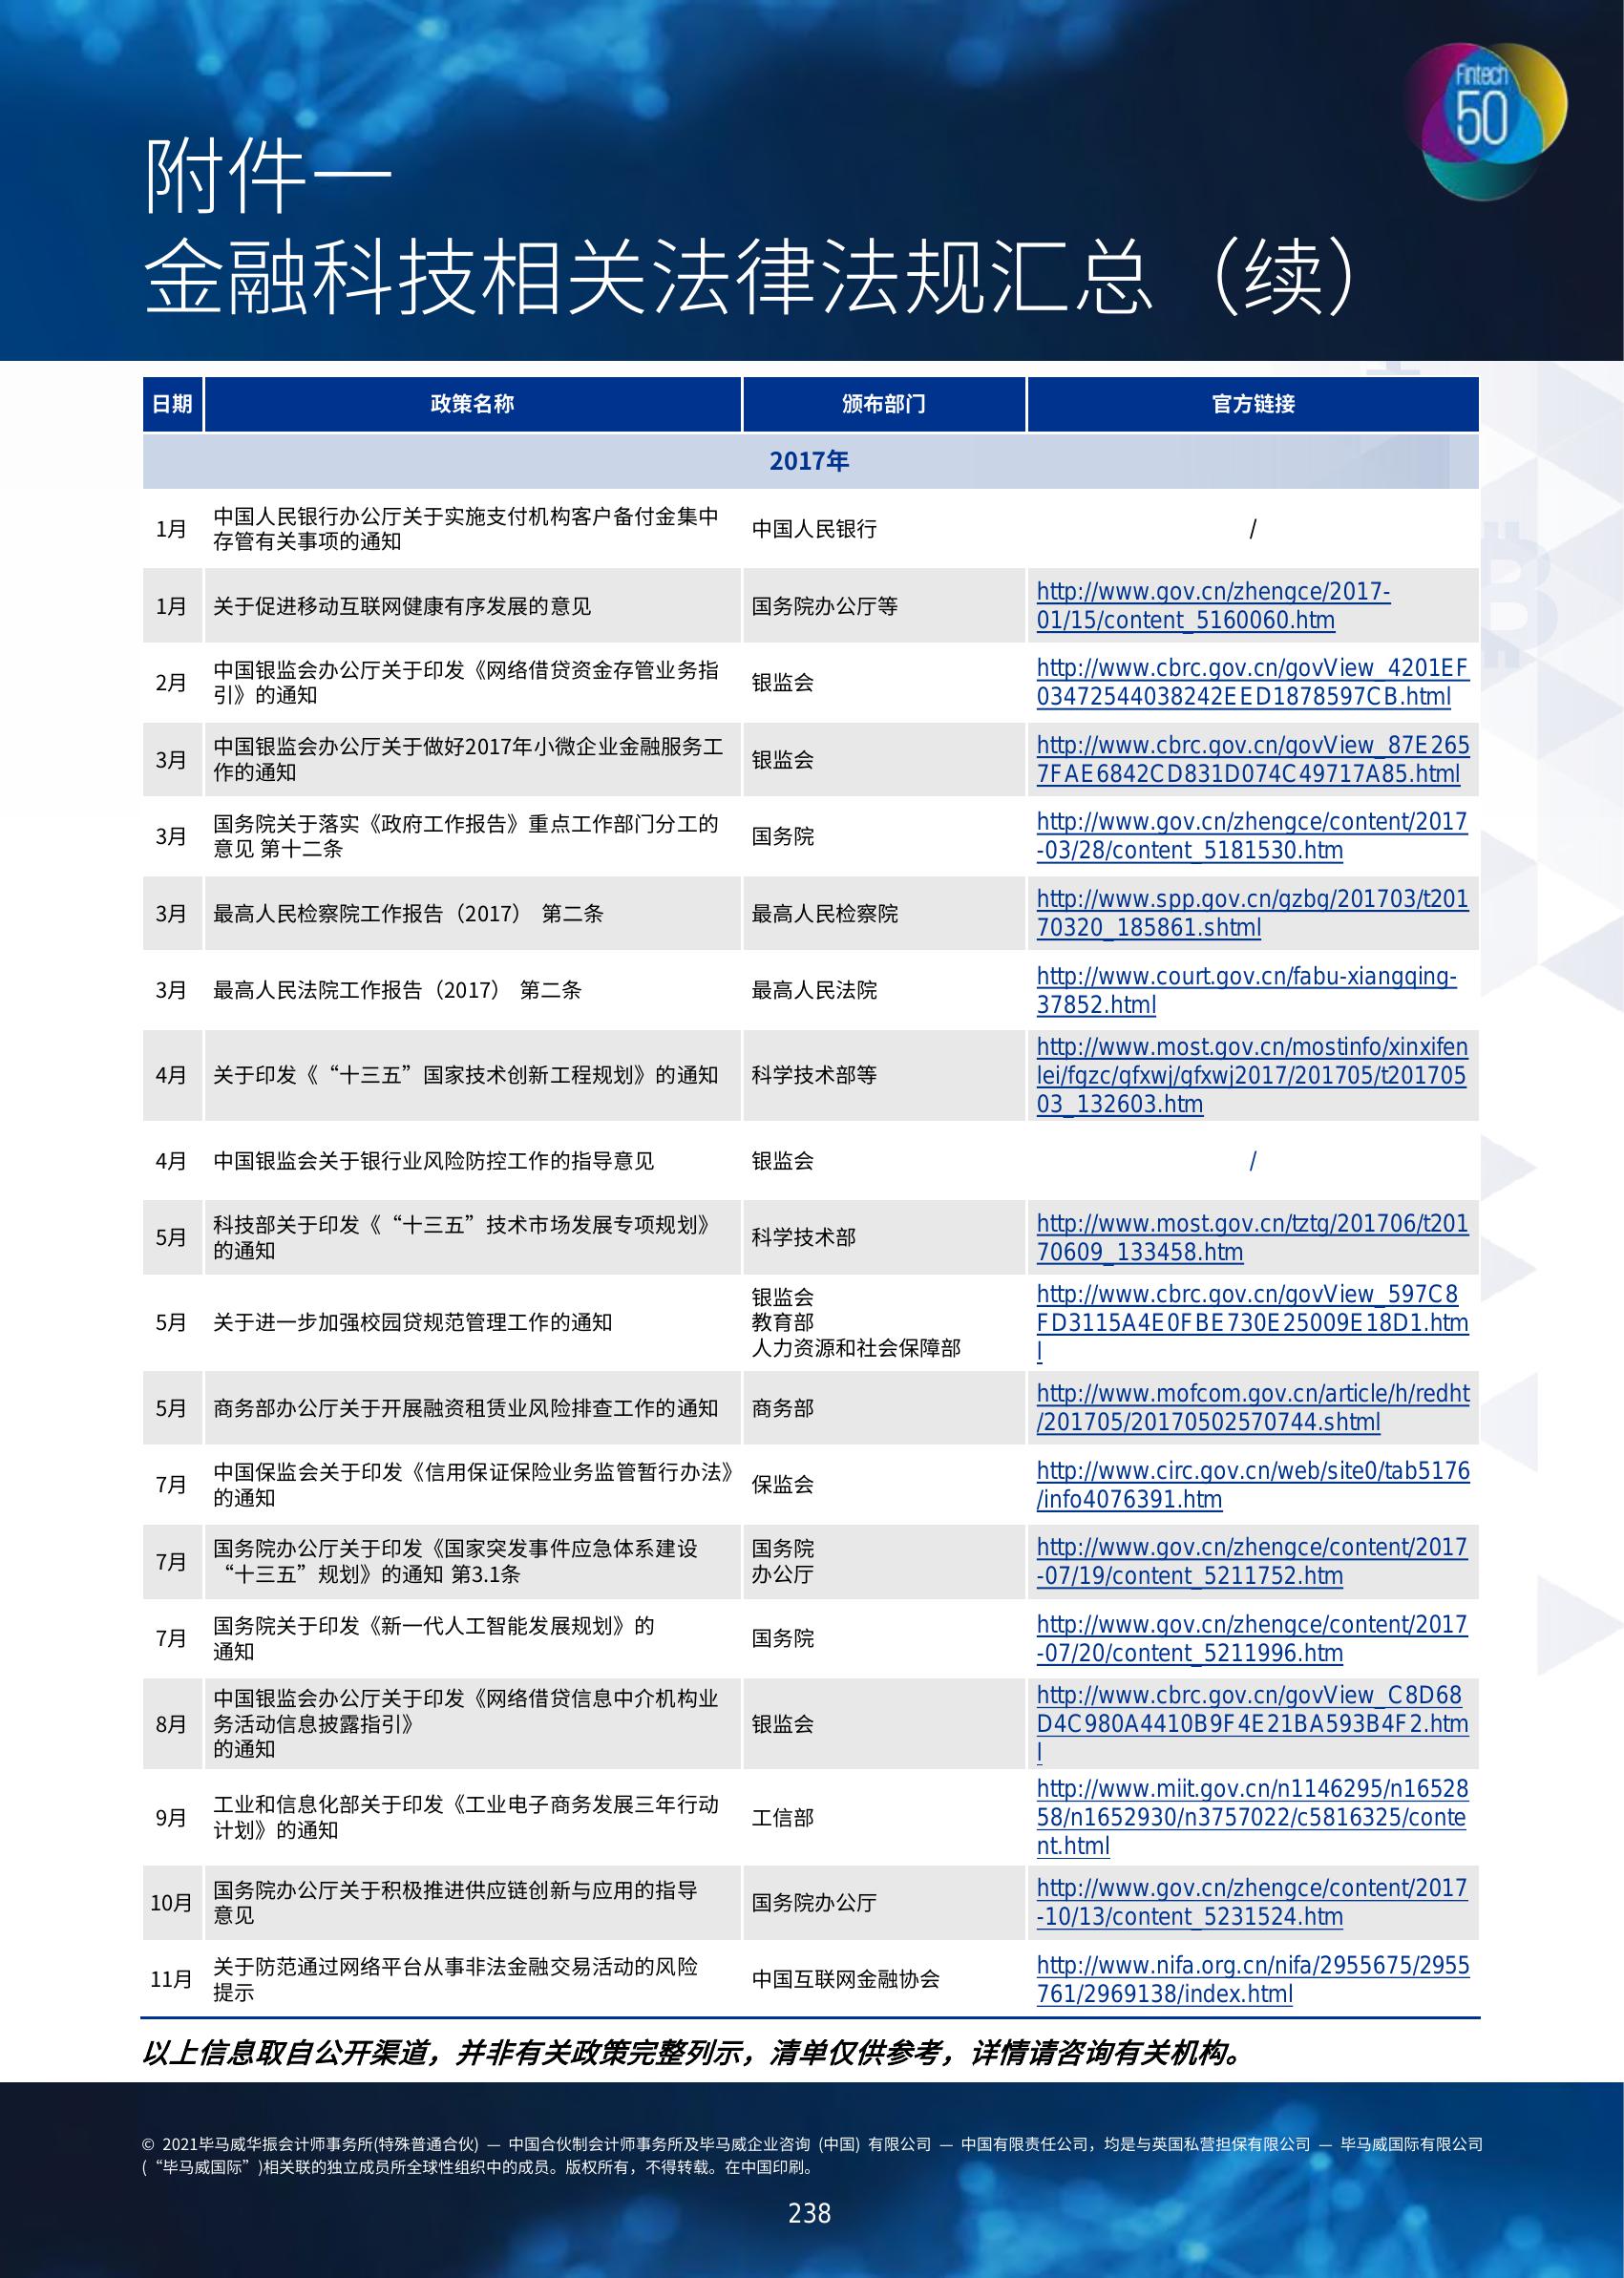 Fintech
50
附件一
金融科技相关法律法规汇总（续）
日期 政策名称 颁布部门 官方链接
2017年
1月
中国人民银行办公厅关于实施支付机构客户备付金集中
存管有关事项的通知
中国人民银行
/
1月
关于促进移动互联网健康有序发展的意见
国务院办公厅等
http://www.gov.cn/zhengce/2017-
01/15/content_5160060.htm
2月
中国银监会办公厅关于印发《网络借贷资金存管业务指
引》的通知
银监会
http://www.cbrc.gov.cn/govView_4201EF
03472544038242EED1878597CB.html
3月
中国银监会办公厅关于做好2017年小微企业金融服务工
作的通知
银监会
http://www.cbrc.gov.cn/govView_87E265
7FAE6842CD831D074C49717A85.html
3月
国务院关于落实《政府工作报告》重点工作部门分工的
意见 第十二条
国务院
http://www.gov.cn/zhengce/content/2017
-03/28/content_5181530.htm
3月
最高人民检察院工作报告（2017） 第二条
最高人民检察院
http://www.spp.gov.cn/gzbg/201703/t201
70320_185861.shtml
3月
最高人民法院工作报告（2017） 第二条
最高人民法院
http://www.court.gov.cn/fabu-xiangqing-
37852.html
4月
关于印发《“十三五”国家技术创新工程规划》的通知
科学技术部等
http://www.most.gov.cn/mostinfo/xinxifen
lei/fgzc/gfxwj/gfxwj2017/201705/t201705
03_132603.htm
4月
中国银监会关于银行业风险防控工作的指导意见
银监会
/
5月
科技部关于印发《“十三五”技术市场发展专项规划》
的通知
科学技术部
http://www.most.gov.cn/tztg/201706/t201
70609_133458.htm
5月
关于进一步加强校园贷规范管理工作的通知
银监会
教育部
人力资源和社会保障部
http://www.cbrc.gov.cn/govView_597C8
FD3115A4E0FBE730E25009E18D1.htm
l
5月
商务部办公厅关于开展融资租赁业风险排查工作的通知
商务部
http://www.mofcom.gov.cn/article/h/redht
/201705/20170502570744.shtml
7月
中国保监会关于印发《信用保证保险业务监管暂行办法》
的通知
保监会
http://www.circ.gov.cn/web/site0/tab5176
/info4076391.htm
7月
国务院办公厅关于印发《国家突发事件应急体系建设
“十三五”规划》的通知 第3.1条
国务院
办公厅
http://www.gov.cn/zhengce/content/2017
-07/19/content_5211752.htm
7月
国务院关于印发《新一代人工智能发展规划》的
通知
国务院
http://www.gov.cn/zhengce/content/2017
-07/20/content_5211996.htm
8月
中国银监会办公厅关于印发《网络借贷信息中介机构业
务活动信息披露指引》
的通知
银监会
http://www.cbrc.gov.cn/govView_C8D68
D4C980A4410B9F4E21BA593B4F2.htm
l
9月
工业和信息化部关于印发《工业电子商务发展三年行动
计划》的通知
工信部
http://www.miit.gov.cn/n1146295/n16528
58/n1652930/n3757022/c5816325/conte
nt.html
10月
国务院办公厅关于积极推进供应链创新与应用的指导
意见
国务院办公厅
http://www.gov.cn/zhengce/content/2017
-10/13/content_5231524.htm
11月
关于防范通过网络平台从事非法金融交易活动的风险
提示
中国互联网金融协会
http://www.nifa.org.cn/nifa/2955675/2955
761/2969138/index.html
以上信息取自公开渠道，并非有关政策完整列示，清单仅供参考，详情请咨询有关机构。
© 2021毕马威华振会计师事务所(特殊普通合伙) — 中国合伙制会计师事务所及毕马威企业咨询 (中国) 有限公司 — 中国有限责任公司，均是与英国私营担保有限公司 — 毕马威国际有限公司
(“毕马威国际”)相关联的独立成员所全球性组织中的成员。版权所有，不得转载。在中国印刷。
238